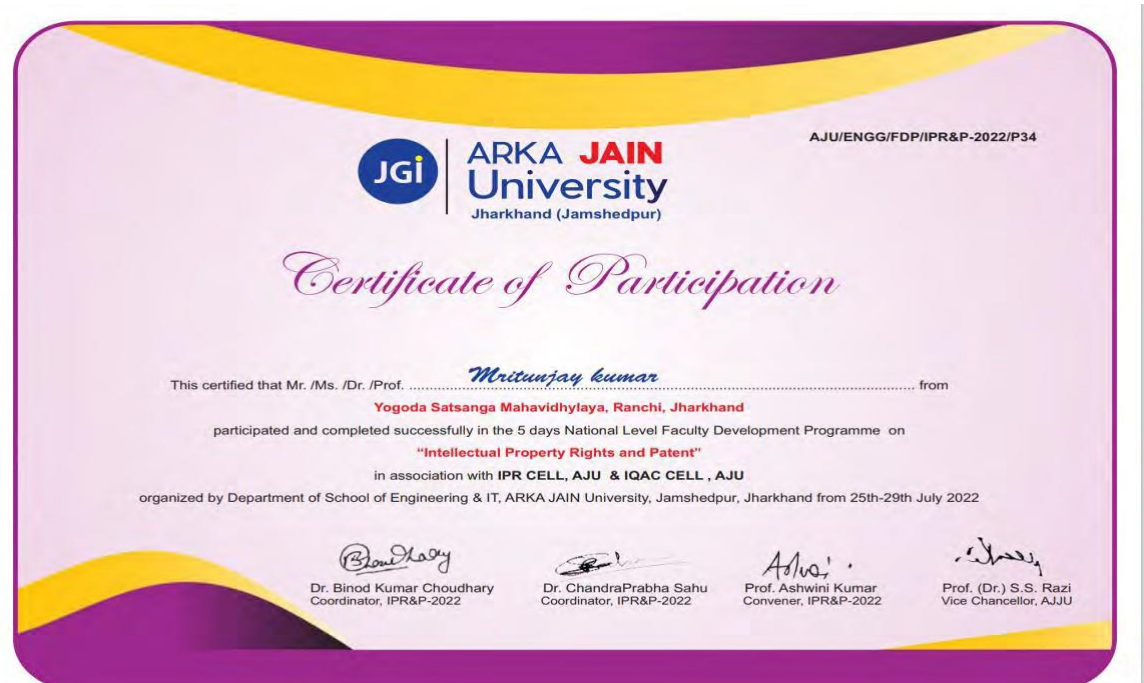 AJU/ENGG/FDP/IPR&P-2022/P34
JGi
ARKA JAIN
University
Jharkhand (Jamshedpur)
Certificate of Participation
This certified that Mr. /Ms. /Dr. /Prof. Mritunjay kumar from
Yogoda Satsanga Mahavidhylaya, Ranchi, Jharkhand
participated and completed successfully in the 5 days National Level Faculty Development Programme on
“Intellectual Property Rights and Patent”
in association with IPR CELL, AJU & IQAC CELL , AJU
organized by Department of School of Engineering & IT, ARKA JAIN University, Jamshedpur, Jharkhand from 25th-29th July 2022
BChoudhary
Dr. Binod Kumar Choudhary
Coordinator, IPR&P-2022
Dr. ChandraPrabha Sahu
Coordinator, IPR&P-2022
Prof. Ashwini Kumar
Convener, IPR&P-2022
Prof. (Dr.) S.S. Razi
Vice Chancellor, AJJU